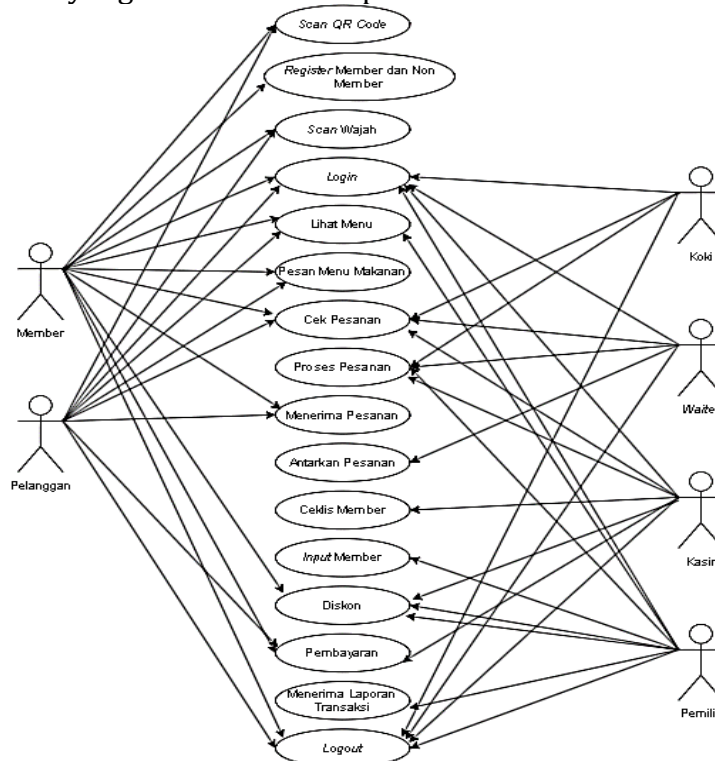 Scan QR Code
Register Member dan Non
Member
Scan Wajah
Login
Lihat Menu
Pesan Menu Makanan
Cek Pesanan
Proses Pesanan
Menerima Pesanan
Antarkan Pesanan
Ceklis Member
Input Member
Diskon
Pembayaran
Menerima Laporan
Transaksi
Logout
Member
Pelanggan
Koki
Waite
Kasir
Pemili